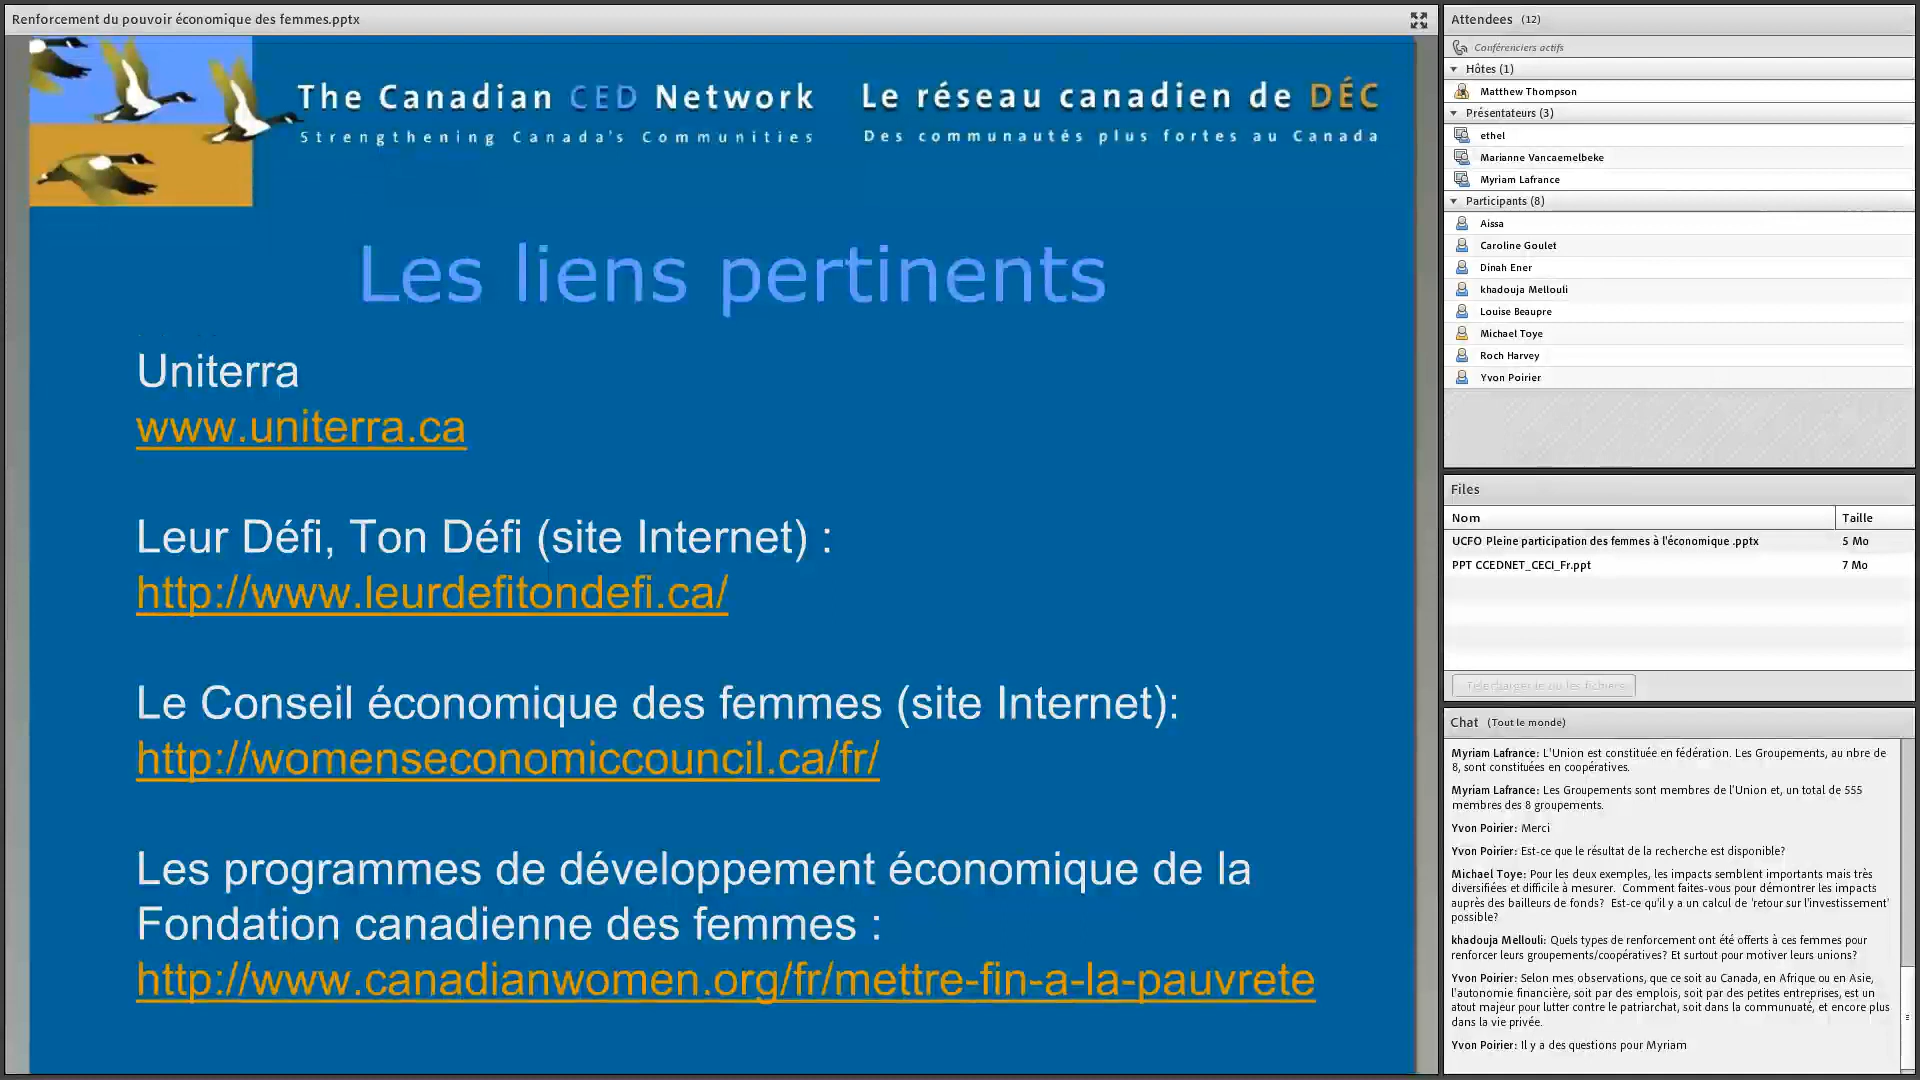 Renforcement du pouvoir économique des femmes.pptx
The Canadian CED Network
Strengthening Canada's Communities
Le réseau canadien de DÉC
Des communautés plus fortes au Canada
Les liens pertinents
Uniterra
www.uniterra.ca
Leur Défi, Ton Défi (site Internet) :
http://www.leurdefitondefi.ca/
Le Conseil économique des femmes (site Internet):
http://womenseconomiccouncil.ca/fr/
Les programmes de développement économique de la
Fondation canadienne des femmes :
http://www.canadianwomen.org/fr/mettre-fin-a-la-pauvrete
Attendees (12)
Conférenciers actifs
Hôtes (1)
Matthew Thompson
Présentateurs (3)
ethel
Marianne Vancaemelbeke
Myriam Lafrance
Participants (8)
Aissa
Caroline Goulet
Dinah Ener
khadouja Mellouli
Louise Beaupre
Michael Toye
Roch Harvey
Yvon Poirier
Files
Nom Taille
UCFO Pleine participation des femmes à l'économique .pptx 5 Mo
PPT CCEDNET_CECI_Fr.ppt 7 Mo
Télécharger le ou les fichiers
Chat (Tout le monde)
Myriam Lafrance: L'Union est constituée en fédération. Les Groupements, au nbre de
8, sont constituées en coopératives.
Myriam Lafrance: Les Groupements sont membres de l'Union et, un total de 555
membres des 8 groupements.
Yvon Poirier: Merci
Yvon Poirier: Est-ce que le résultat de la recherche est disponible?
Michael Toye: Pour les deux exemples, les impacts semblent importants mais très
diversifiées et difficile à mesurer. Comment faites-vous pour démontrer les impacts
auprès des bailleurs de fonds? Est-ce qu'il y a un calcul de 'retour sur l'investissement'
possible?
khadouja Mellouli: Quels types de renforcement ont été offerts à ces femmes pour
renforcer leurs groupements/coopératives? Et surtout pour motiver leurs unions?
Yvon Poirier: Selon mes observations, que ce soit au Canada, en Afrique ou en Asie,
l'autonomie financière, soit par des emplois, soit par des petites entreprises, est un
atout majeur pour lutter contre le patriarchat, soit dans la communuaté, et encore plus
dans la vie privée.
Yvon Poirier: Il y a des questions pour Myriam